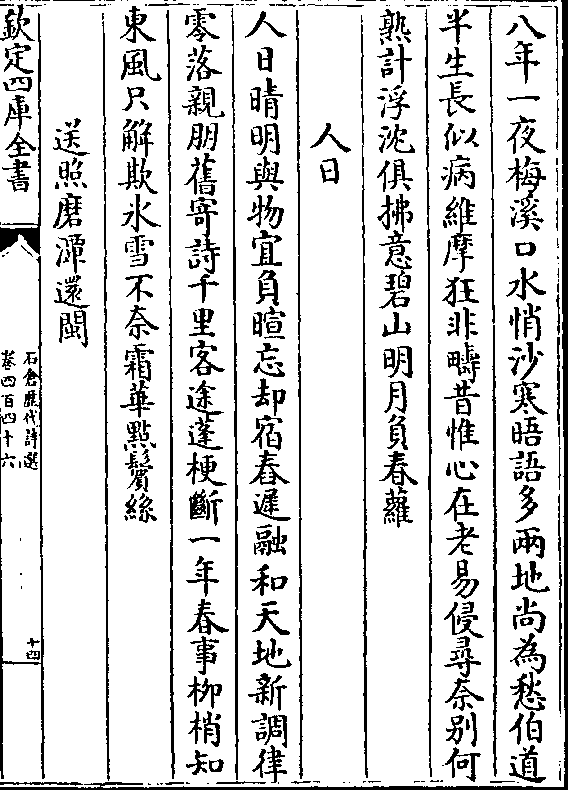 八年一夜梅溪口水悄沙寒晤語多兩地尚為愁伯道
半生長似病維摩狂非疇昔惟心在老易侵尋奈别何
熟計浮沈俱拂意碧山明月負春蘿
人日
人日晴明與物宜負暄忘却宿春遲融和天地新調律
零落親朋舊寄詩千里客途蓬梗斷一年春事柳梢知
東風只解欺氷雪不奈霜華點鬢絲
送照磨潭還閩
欽定四庫全書
石倉歷代詩選
卷四百四十六
十四